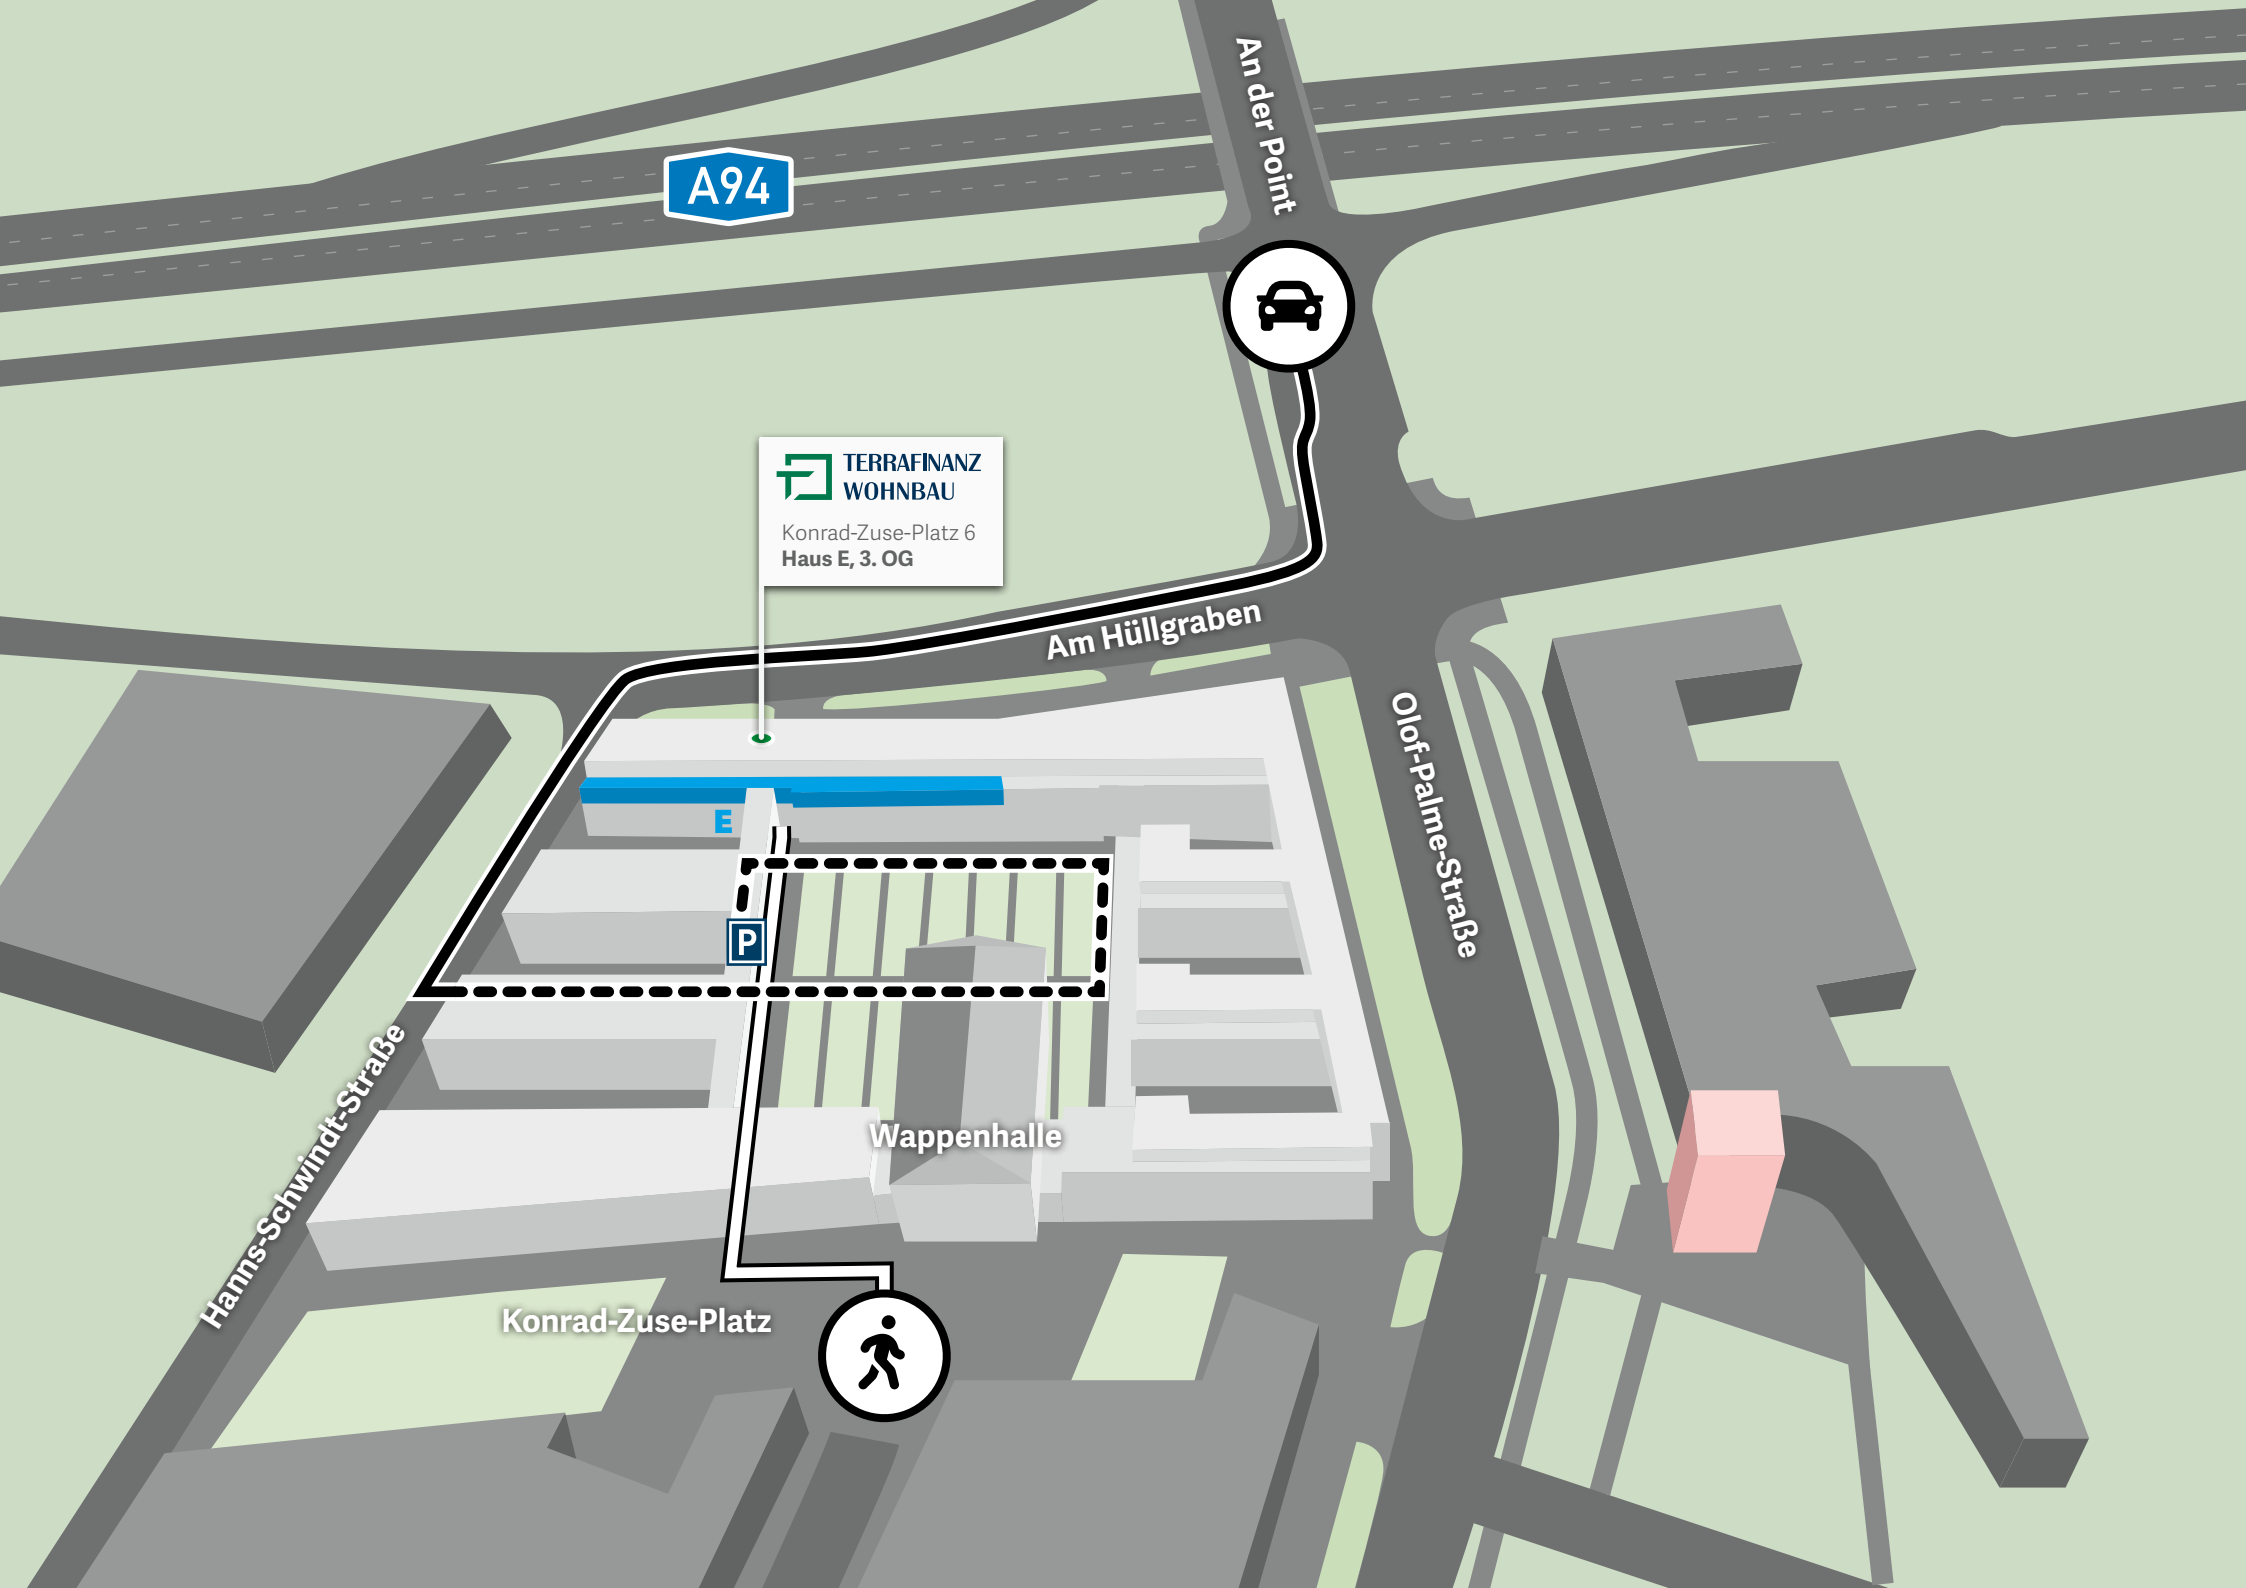 An der Point
A94
TERRAFINANZ
WOHNBAU
Konrad-Zuse-Platz 6
Haus E, 3. OG
Am Hüllgraben
Olof-Palme-Straße
E
P
Hanns-Schwindt-Straße
Wappenhalle
Konrad-Zuse-Platz